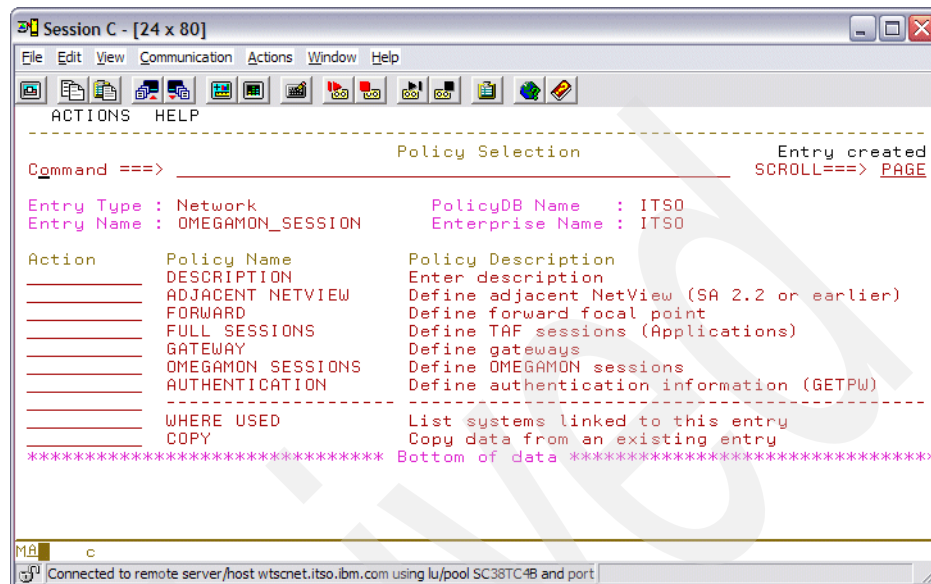 Session C - [24 x 80]
File Edit View Communication Actions Window Help
ACTIONS HELP
Policy Selection Entry created
Command ===> SCROLL===> PAGE
Entry Type : Network PolicyDB Name : ITSO
Entry Name : OMEGAMON_SESSION Enterprise Name : ITSO
Action Policy Name Policy Description
DESCRIPTION Enter description
ADJACENT NETVIEW Define adjacent NetView (SA 2.2 or earlier)
FORWARD Define forward focal point
FULL SESSIONS Define TAF sessions (Applications)
GATEWAY Define gateways
OMEGAMON SESSIONS Define OMEGAMON sessions
AUTHENTICATION Define authentication information (GETPW)
-------------------- ---------------------------------------------
WHERE USED List systems linked to this entry
COPY Copy data from an existing entry
******************************* Bottom of data *******************************
MA c
Connected to remote server/host wtscnet.itso.ibm.com using lu/pool SC38TC4B and port